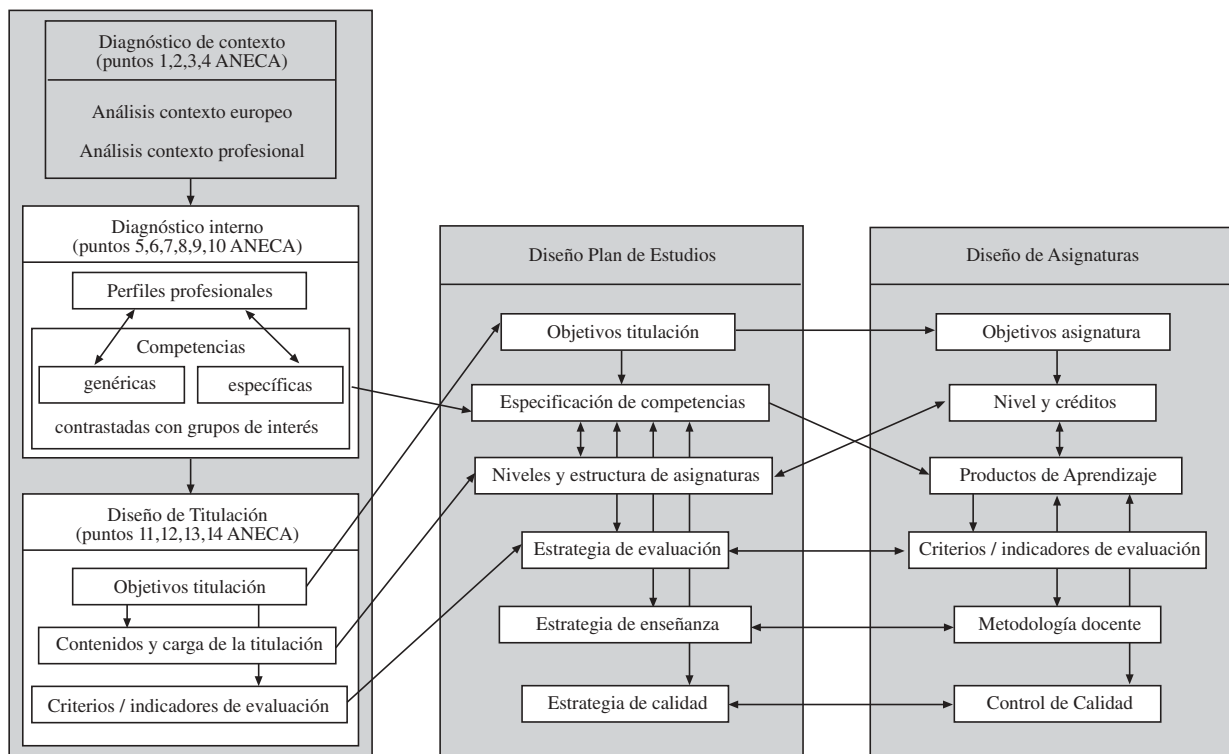 Diagnóstico de contexto
(puntos 1,2,3,4 ANECA)
Análisis contexto europeo
Análisis contexto profesional
Diagnóstico interno
(puntos 5,6,7,8,9,10 ANECA)
Perfiles profesionales
Competencias
genéricas
específicas
contrastadas con grupos de interés
Diseño de Titulación
(puntos 11,12,13,14 ANECA)
Objetivos titulación
Contenidos y carga de la titulación
Criterios / indicadores de evaluación
Diseño Plan de Estudios
Objetivos titulación
Especificación de competencias
Niveles y estructura de asignaturas
Estrategia de evaluación
Estrategia de enseñanza
Estrategia de calidad
Diseño de Asignaturas
Objetivos asignatura
Nivel y créditos
Productos de Aprendizaje
Criterios / indicadores de evaluación
Metodología docente
Control de Calidad